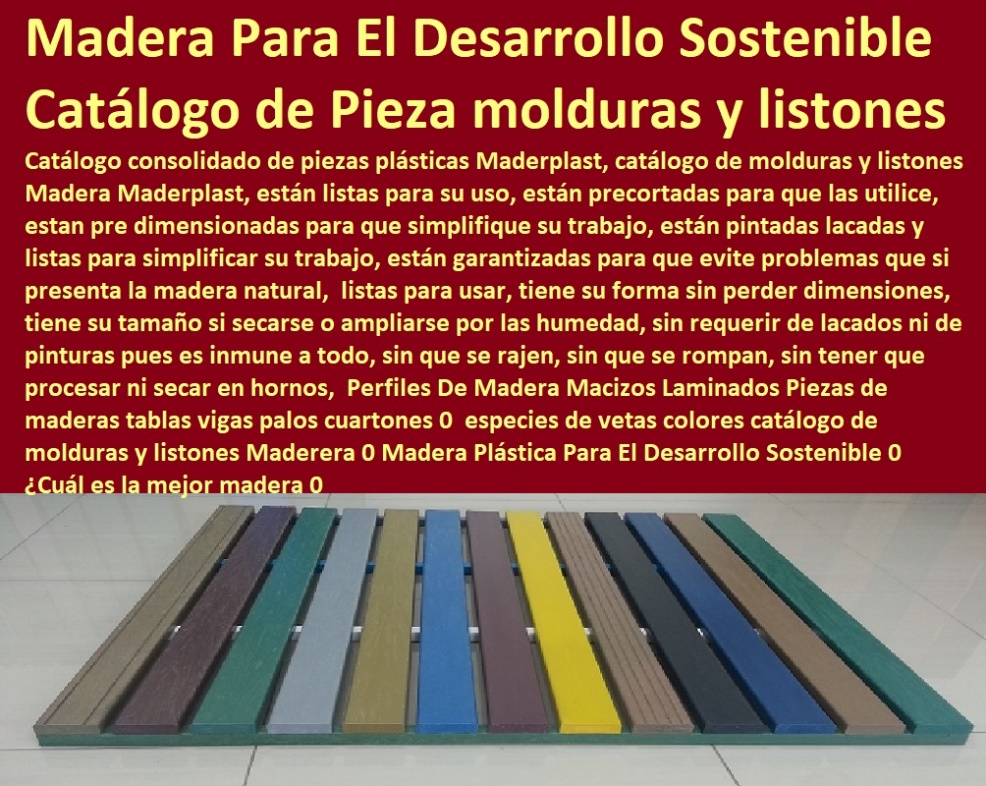 Madera Para El Desarrollo Sostenible
Catálogo de Pieza molduras y listones
Catálogo consolidado de piezas plásticas Maderplast, catálogo de molduras y listones
Madera Maderplast, están listas para su uso, están precortadas para que las utilice,
estan pre dimensionadas para que simplifique su trabajo, están pintadas lacadas y
listas para simplificar su trabajo, están garantizadas para que evite problemas que si
presenta la madera natural, listas para usar, tiene su forma sin perder dimensiones,
tiene su tamaño si secarse o ampliarse por las humedad, sin requerir de lacados ni de
pinturas pues es inmune a todo, sin que se rajen, sin que se rompan, sin tener que
procesar ni secar en hornos, Perfiles De Madera Macizos Laminados Piezas de
maderas tablas vigas palos cuartones 0 especies de vetas colores catálogo de
molduras y listones Maderera 0 Madera Plástica Para El Desarrollo Sostenible 0
¿Cuál es la mejor madera 0